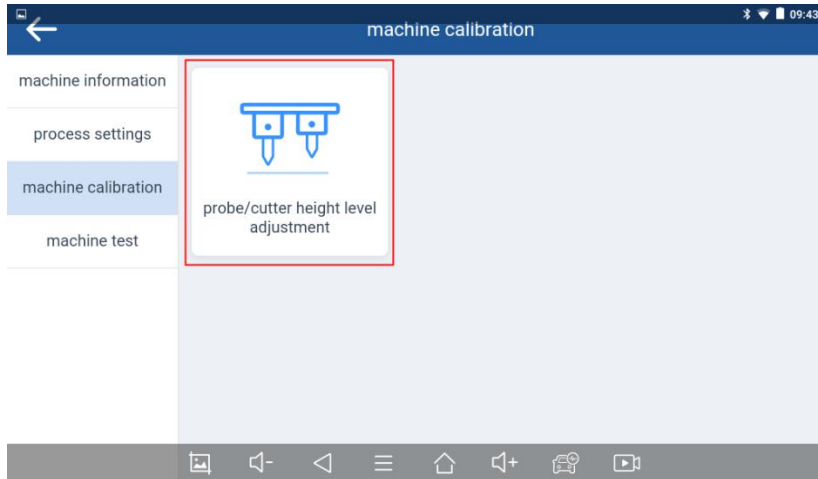 09:43
machine calibration
machine information
process settings
machine calibration
machine test
probe/cutter height level
adjustment